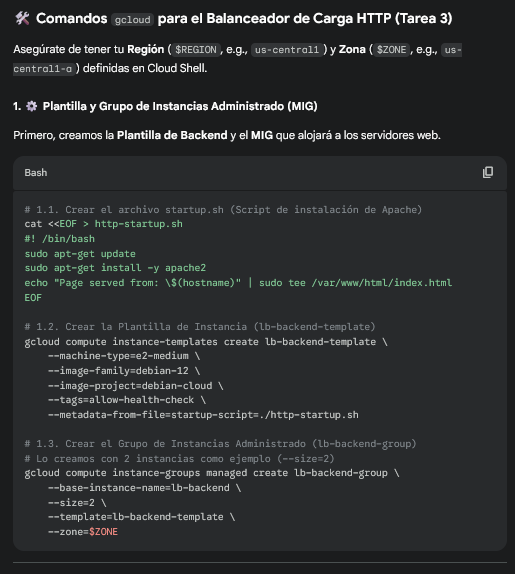 🛠️ Comandos gcloud para el Balanceador de Carga HTTP (Tarea 3)
Asegúrate de tener tu Región ( $REGION , e.g., us-central1 ) y Zona ( $ZONE , e.g., us-
central1-a ) definidas en Cloud Shell.
1. ⚙️ Plantilla y Grupo de Instancias Administrado (MIG)
Primero, creamos la Plantilla de Backend y el MIG que alojará a los servidores web.
Bash
# 1.1. Crear el archivo startup.sh (Script de instalación de Apache)
cat <<EOF > http-startup.sh
#! /bin/bash
sudo apt-get update
sudo apt-get install -y apache2
echo "Page served from: \$(hostname)" | sudo tee /var/www/html/index.html
EOF
# 1.2. Crear la Plantilla de Instancia (lb-backend-template)
gcloud compute instance-templates create lb-backend-template \
    --machine-type=e2-medium \
    --image-family=debian-12 \
    --image-project=debian-cloud \
    --tags=allow-health-check \
    --metadata-from-file=startup-script=./http-startup.sh
# 1.3. Crear el Grupo de Instancias Administrado (lb-backend-group)
# Lo creamos con 2 instancias como ejemplo (--size=2)
gcloud compute instance-groups managed create lb-backend-group \
    --base-instance-name=lb-backend \
    --size=2 \
    --template=lb-backend-template \
    --zone=$ZONE